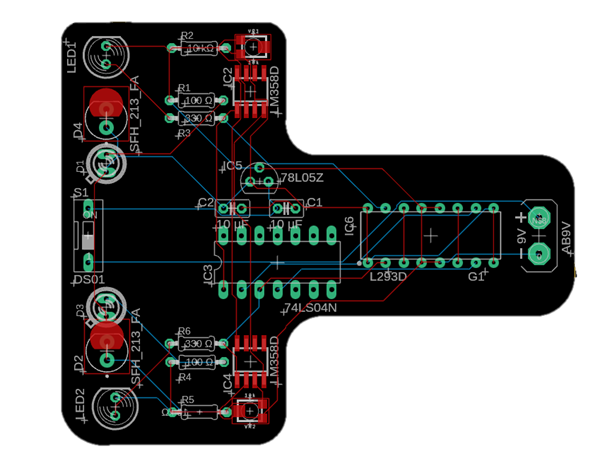 LED1
R2
10 kΩ
IC2
LM358D
R1
100 Ω
330 Ω
R3
SFH_213_FA
D4
D1
IC5
78L05Z
S1
C2
C1
10 µF
10 µF
IC6
+
9V
-
AB9V
DS01
IC3
L293D
G1
74LS04N
D3
SFH_213_FA
D2
R6
330 Ω
100 Ω
R4
IC4
LM358D
R5
LED2